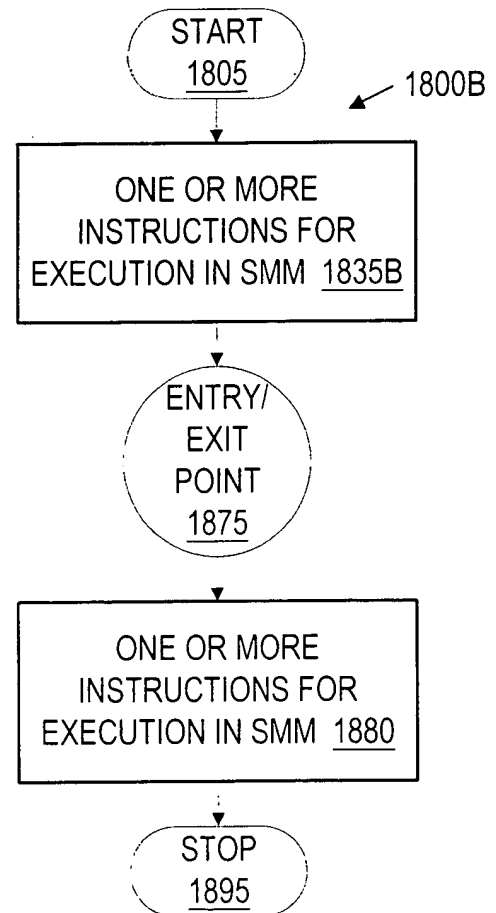 START
1805
1800B
ONE OR MORE
INSTRUCTIONS FOR
EXECUTION IN SMM 1835B
ENTRY/
EXIT
POINT
1875
ONE OR MORE
INSTRUCTIONS FOR
EXECUTION IN SMM 1880
STOP
1895